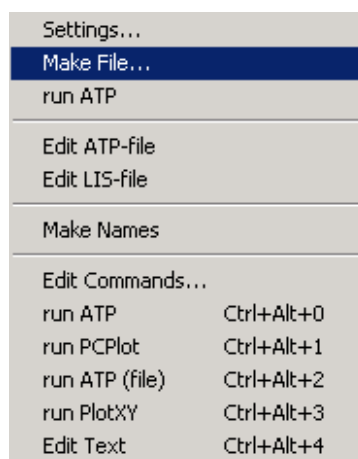 Settings...
Make File...
run ATP
Edit ATP-file
Edit LIS-file
Make Names
Edit Commands...
run ATP Ctrl+Alt+0
run PCPlot Ctrl+Alt+1
run ATP (file) Ctrl+Alt+2
run PlotXY Ctrl+Alt+3
Edit Text Ctrl+Alt+4